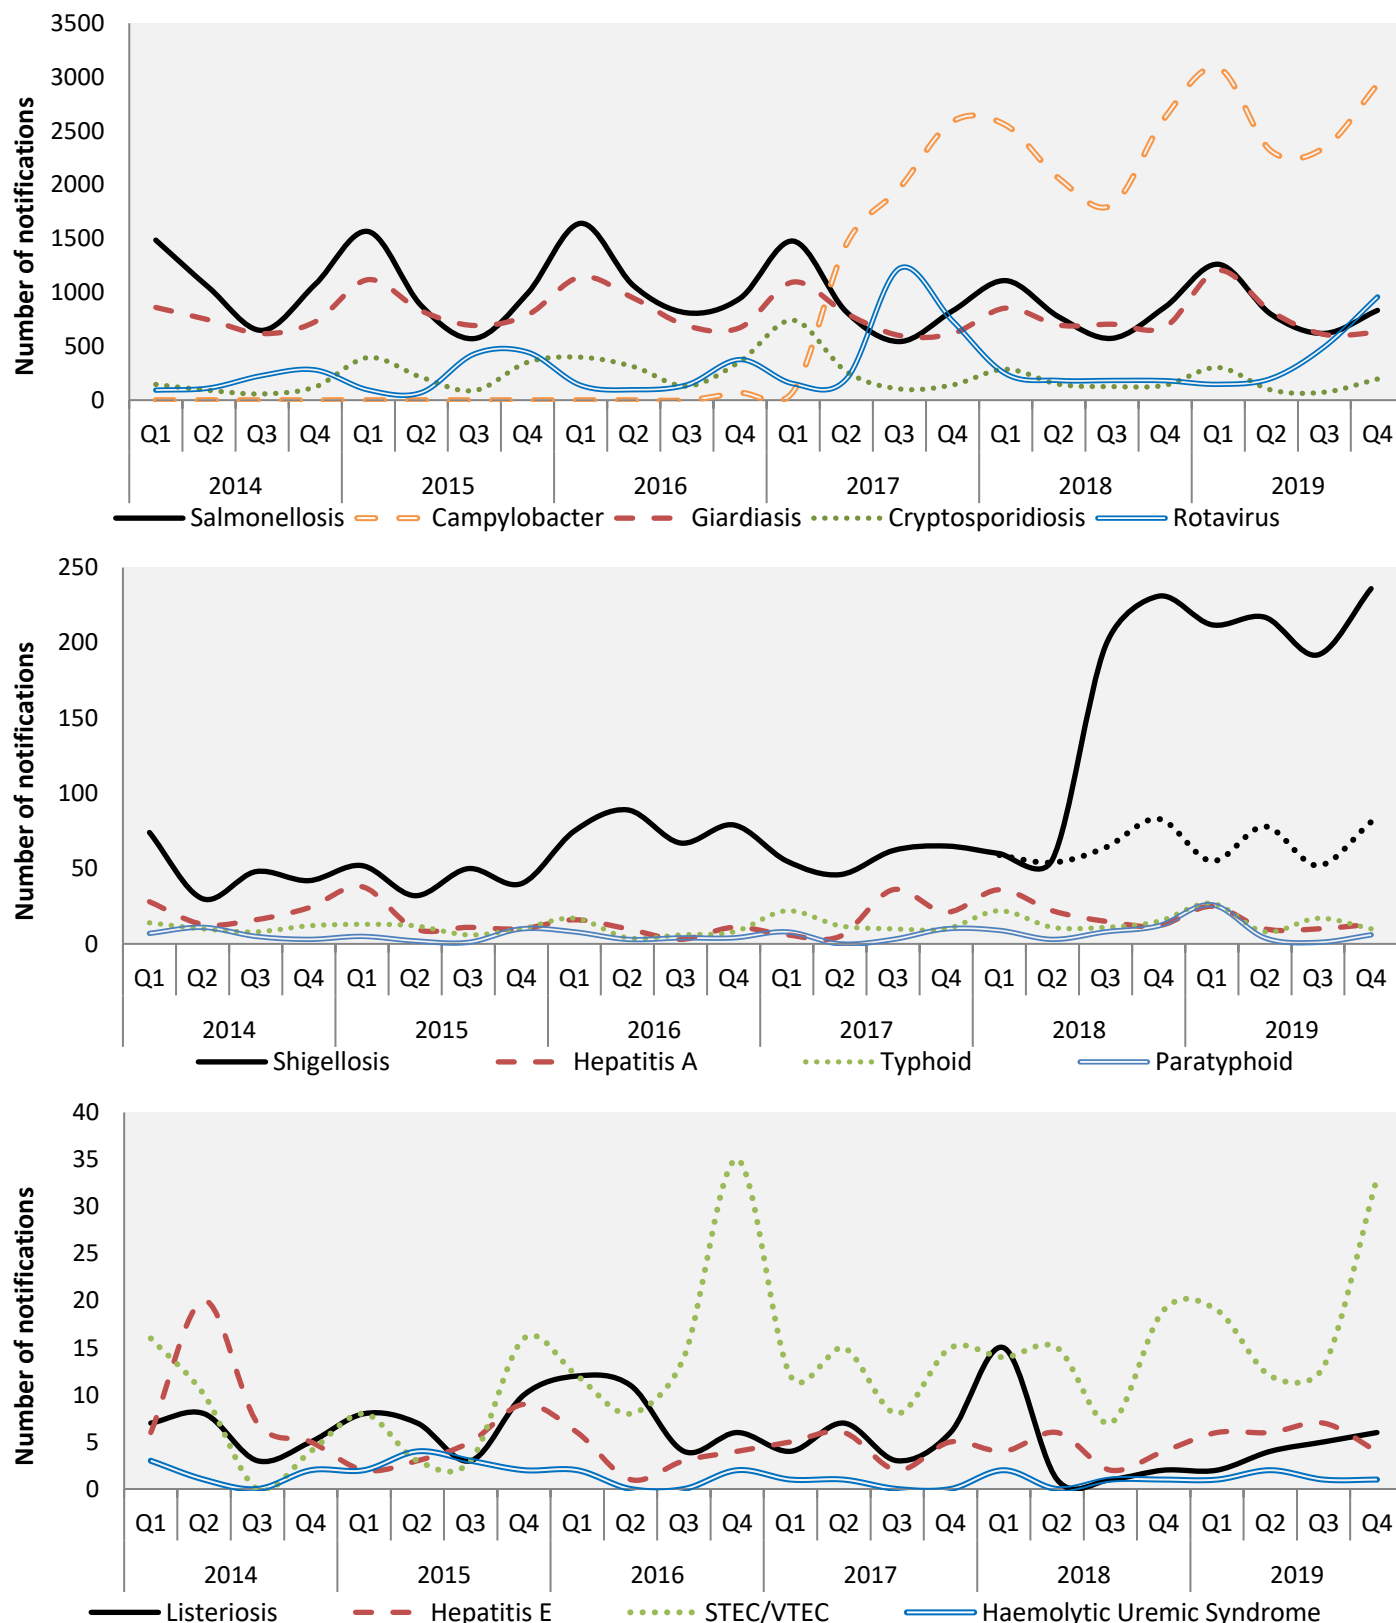 Number of notifications
3500
3000
2500
2000
1500
1000
500
0
Q1 Q2 Q3 Q4 Q1 Q2 Q3 Q4 Q1 Q2 Q3 Q4 Q1 Q2 Q3 Q4 Q1 Q2 Q3 Q4 Q1 Q2 Q3 Q4
2014 2015 2016 2017 2018 2019
Salmonellosis Campylobacter Giardiasis Cryptosporidiosis Rotavirus
Number of notifications
250
200
150
100
50
0
Q1 Q2 Q3 Q4 Q1 Q2 Q3 Q4 Q1 Q2 Q3 Q4 Q1 Q2 Q3 Q4 Q1 Q2 Q3 Q4 Q1 Q2 Q3 Q4
2014 2015 2016 2017 2018 2019
Shigellosis Hepatitis A Typhoid Paratyphoid
Number of notifications
40
35
30
25
20
15
10
5
0
Q1 Q2 Q3 Q4 Q1 Q2 Q3 Q4 Q1 Q2 Q3 Q4 Q1 Q2 Q3 Q4 Q1 Q2 Q3 Q4 Q1 Q2 Q3 Q4
2014 2015 2016 2017 2018 2019
Listeriosis Hepatitis E STEC/VTEC Haemolytic Uremic Syndrome